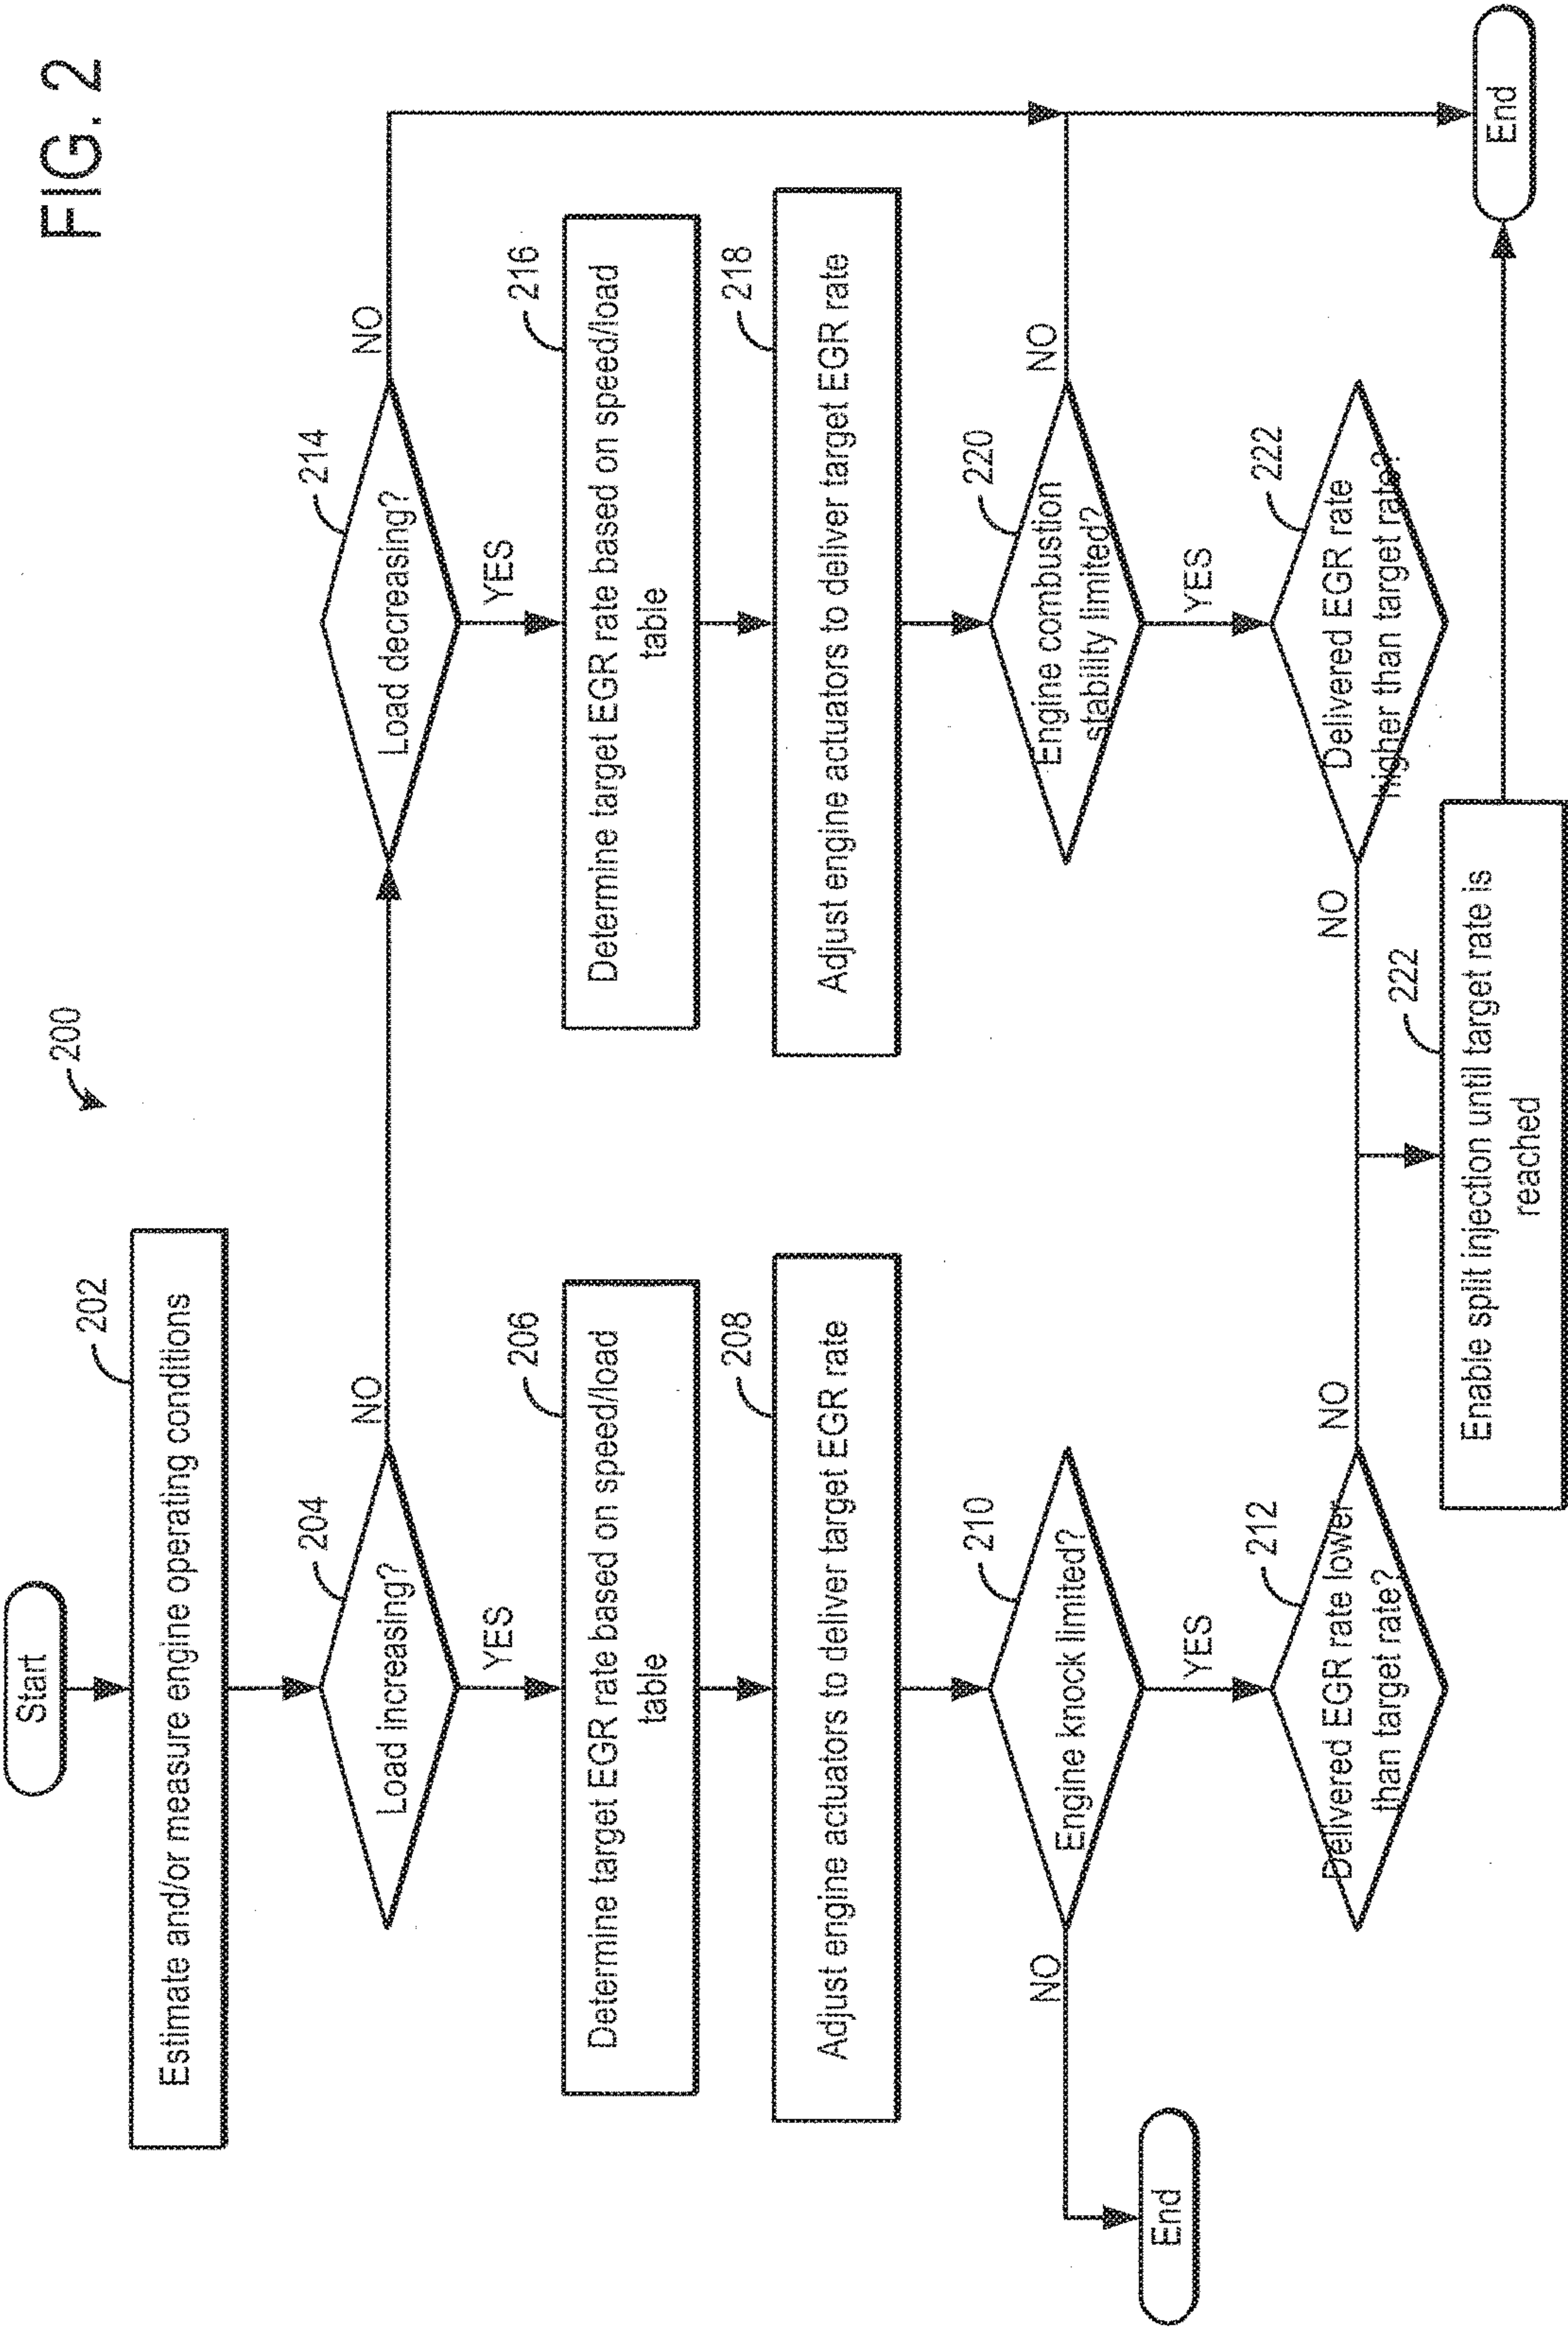 FIG. 2
200
Start
202
Estimate and/or measure engine operating conditions
204
Load increasing?
NO
YES
206
Determine target EGR rate based on speed/load
table
208
Adjust engine actuators to deliver target EGR rate
210
Engine knock limited?
NO
End
YES
212
Delivered EGR rate lower
than target rate?
NO
214
Load decreasing?
NO
YES
216
Determine target EGR rate based on speed/load
table
218
Adjust engine actuators to deliver target EGR rate
220
Engine combustion
stability limited?
NO
YES
222
Delivered EGR rate
higher than target rate?
NO
222
Enable split injection until target rate is
reached
End